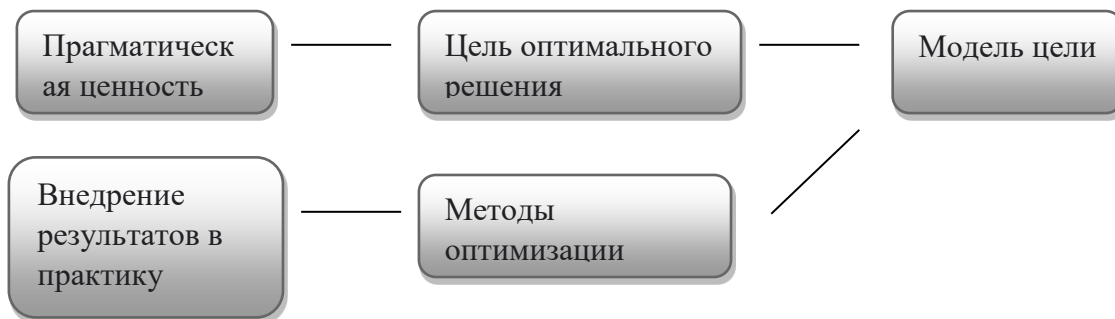 Прагматическ
ая ценность
Цель оптимального
решения
Модель цели
Внедрение
результатов в
практику
Методы
оптимизации